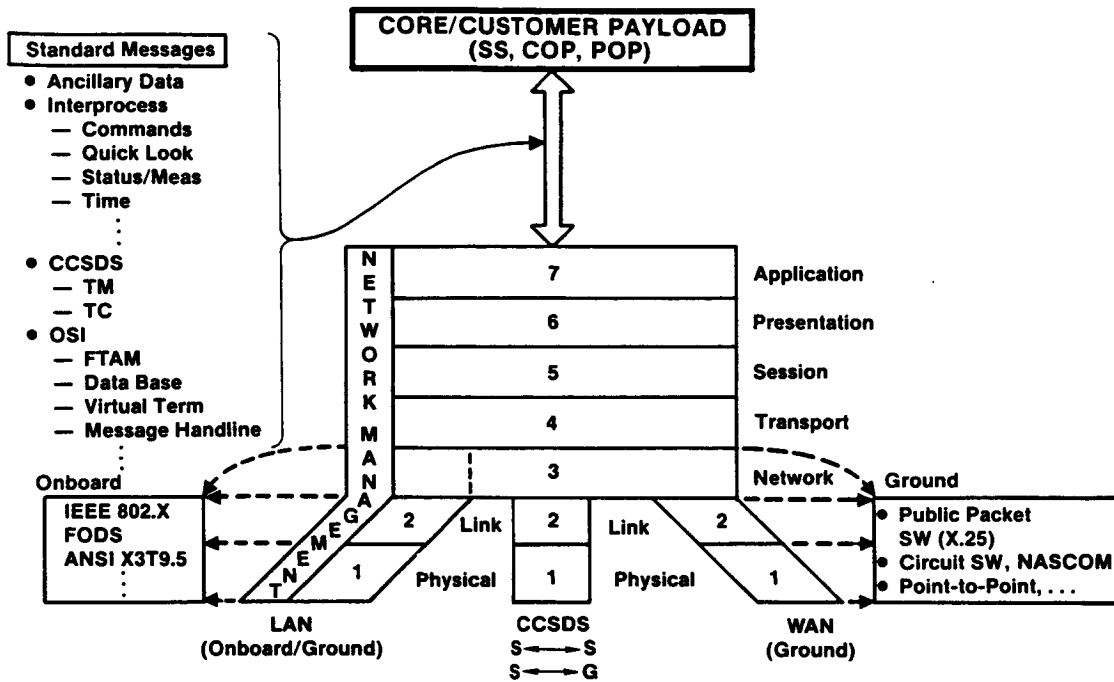 CORE/CUSTOMER PAYLOAD
(SS, COP, POP)
Standard Messages
● Ancillary Data
● Interprocess
— Commands
— Quick Look
— Status/Meas
— Time
● CCSDS
— TM
— TC
● OSI
— FTAM
— Data Base
— Virtual Term
— Message Handline
NETWORK MANAGEMENT
7 Application
6 Presentation
5 Session
4 Transport
3 Network
Onboard
IEEE 802.X
FODS
ANSI X3T9.5
2 Link 2 Link 2
1 Physical 1 Physical 1
Ground
● Public Packet
SW (X.25)
● Circuit SW, NASCOM
● Point-to-Point, . . .
LAN
(Onboard/Ground)
CCSDS
S ↔ S
S ↔ G
WAN
(Ground)